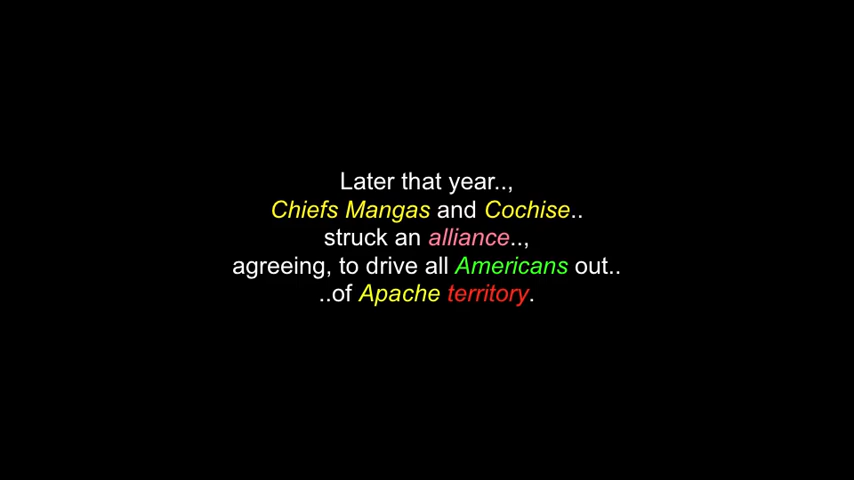 Later that year..,
Chiefs Mangas and Cochise..
struck an alliance..,
agreeing, to drive all Americans out..
..of Apache territory.